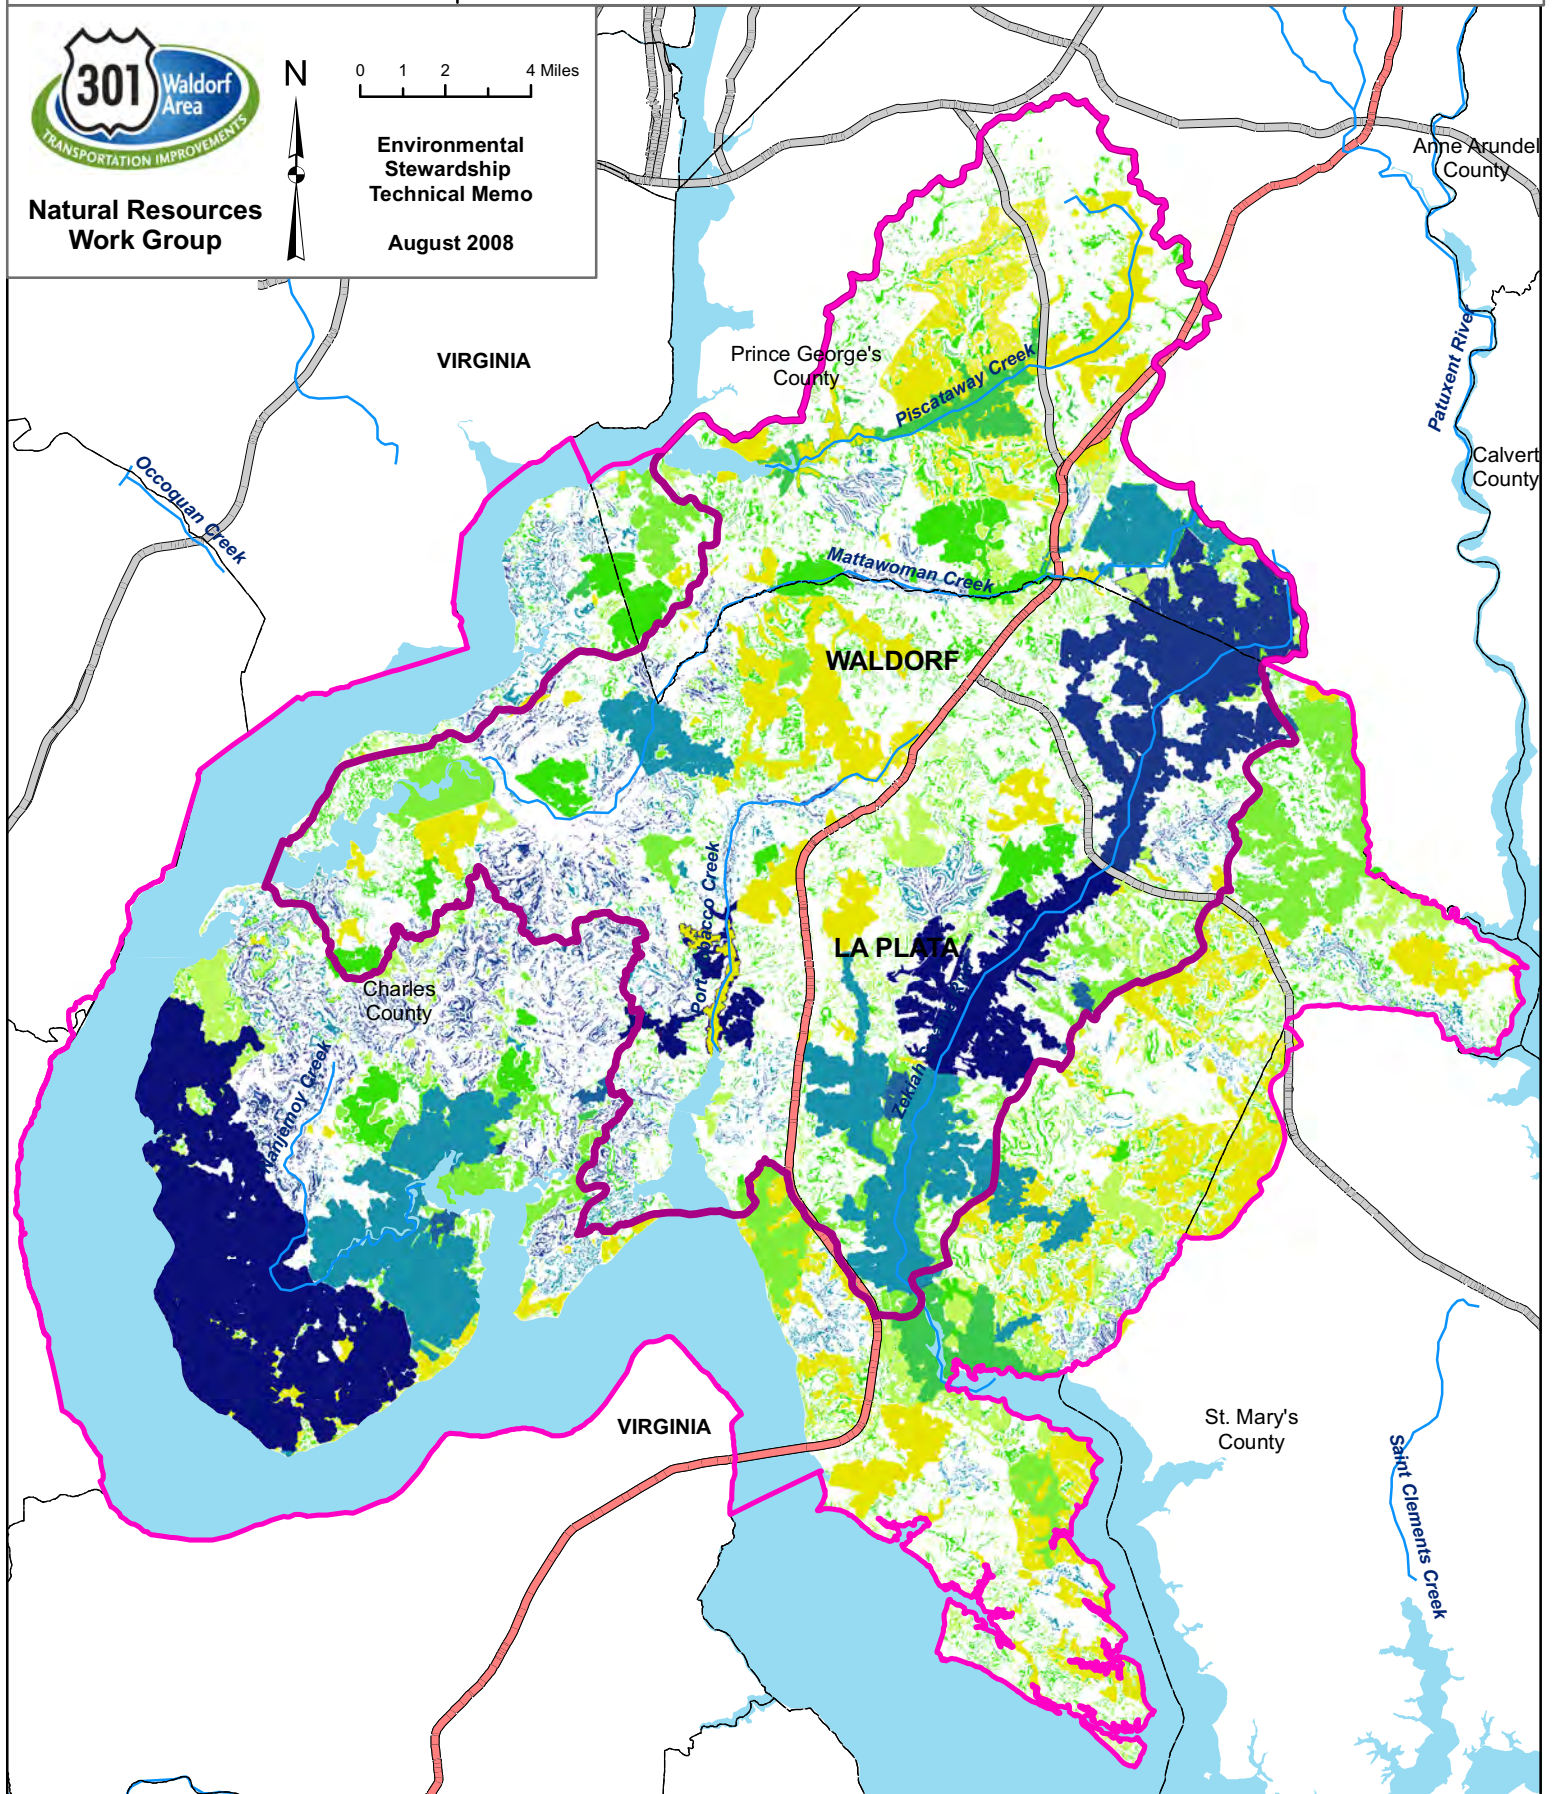 301
Waldorf
Area
TRANSPORTATION IMPROVEMENTS
Natural Resources
Work Group
N
0 1 2 4 Miles
Environmental
Stewardship
Technical Memo
August 2008
Anne Arundel
County
VIRGINIA
Prince George's
County
Piscataway Creek
Patuxent River
Calvert
County
Occoquan Creek
Mattawoman Creek
WALDORF
Port Tobacco Creek
LA PLATA
Charles
County
Nanjemoy Creek
Zekiah
VIRGINIA
St. Mary's
County
Saint Clements Creek